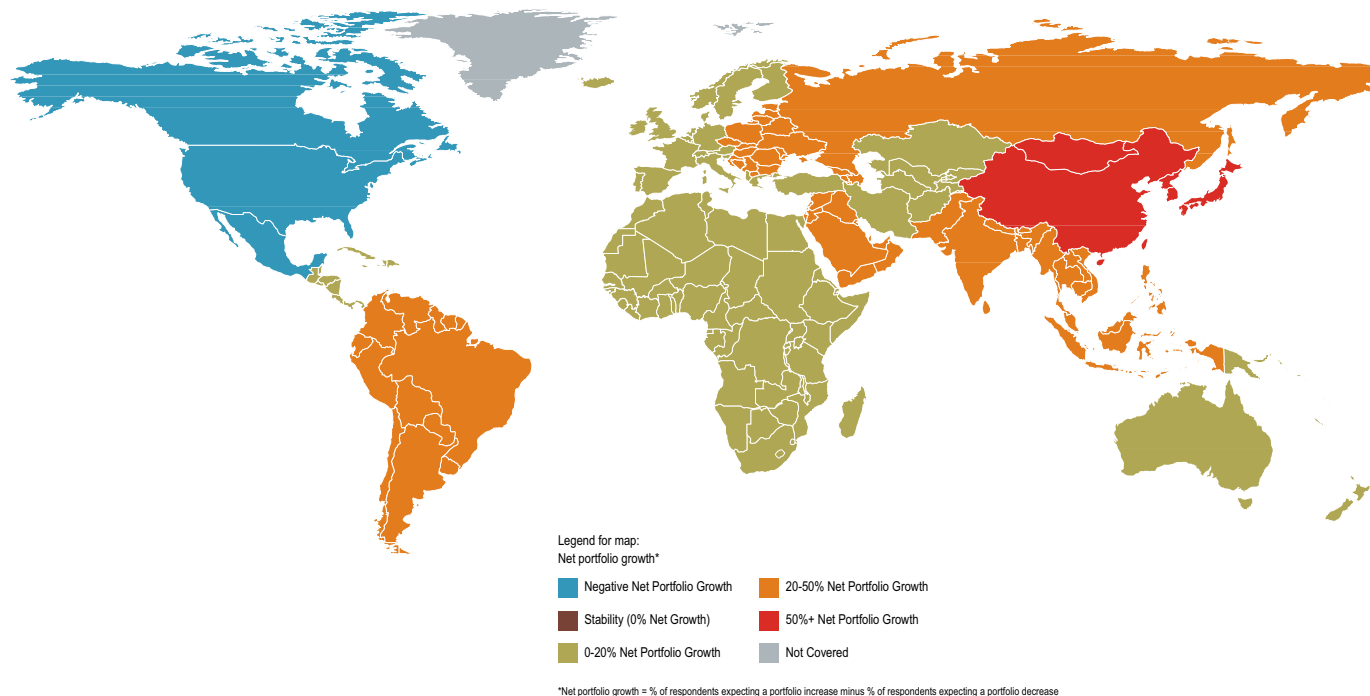 Legend for map:
Net portfolio growth*
Negative Net Portfolio Growth
20-50% Net Portfolio Growth
Stability (0% Net Growth)
50%+ Net Portfolio Growth
0-20% Net Portfolio Growth
Not Covered
*Net portfolio growth = % of respondents expecting a portfolio increase minus % of respondents expecting a portfolio decrease